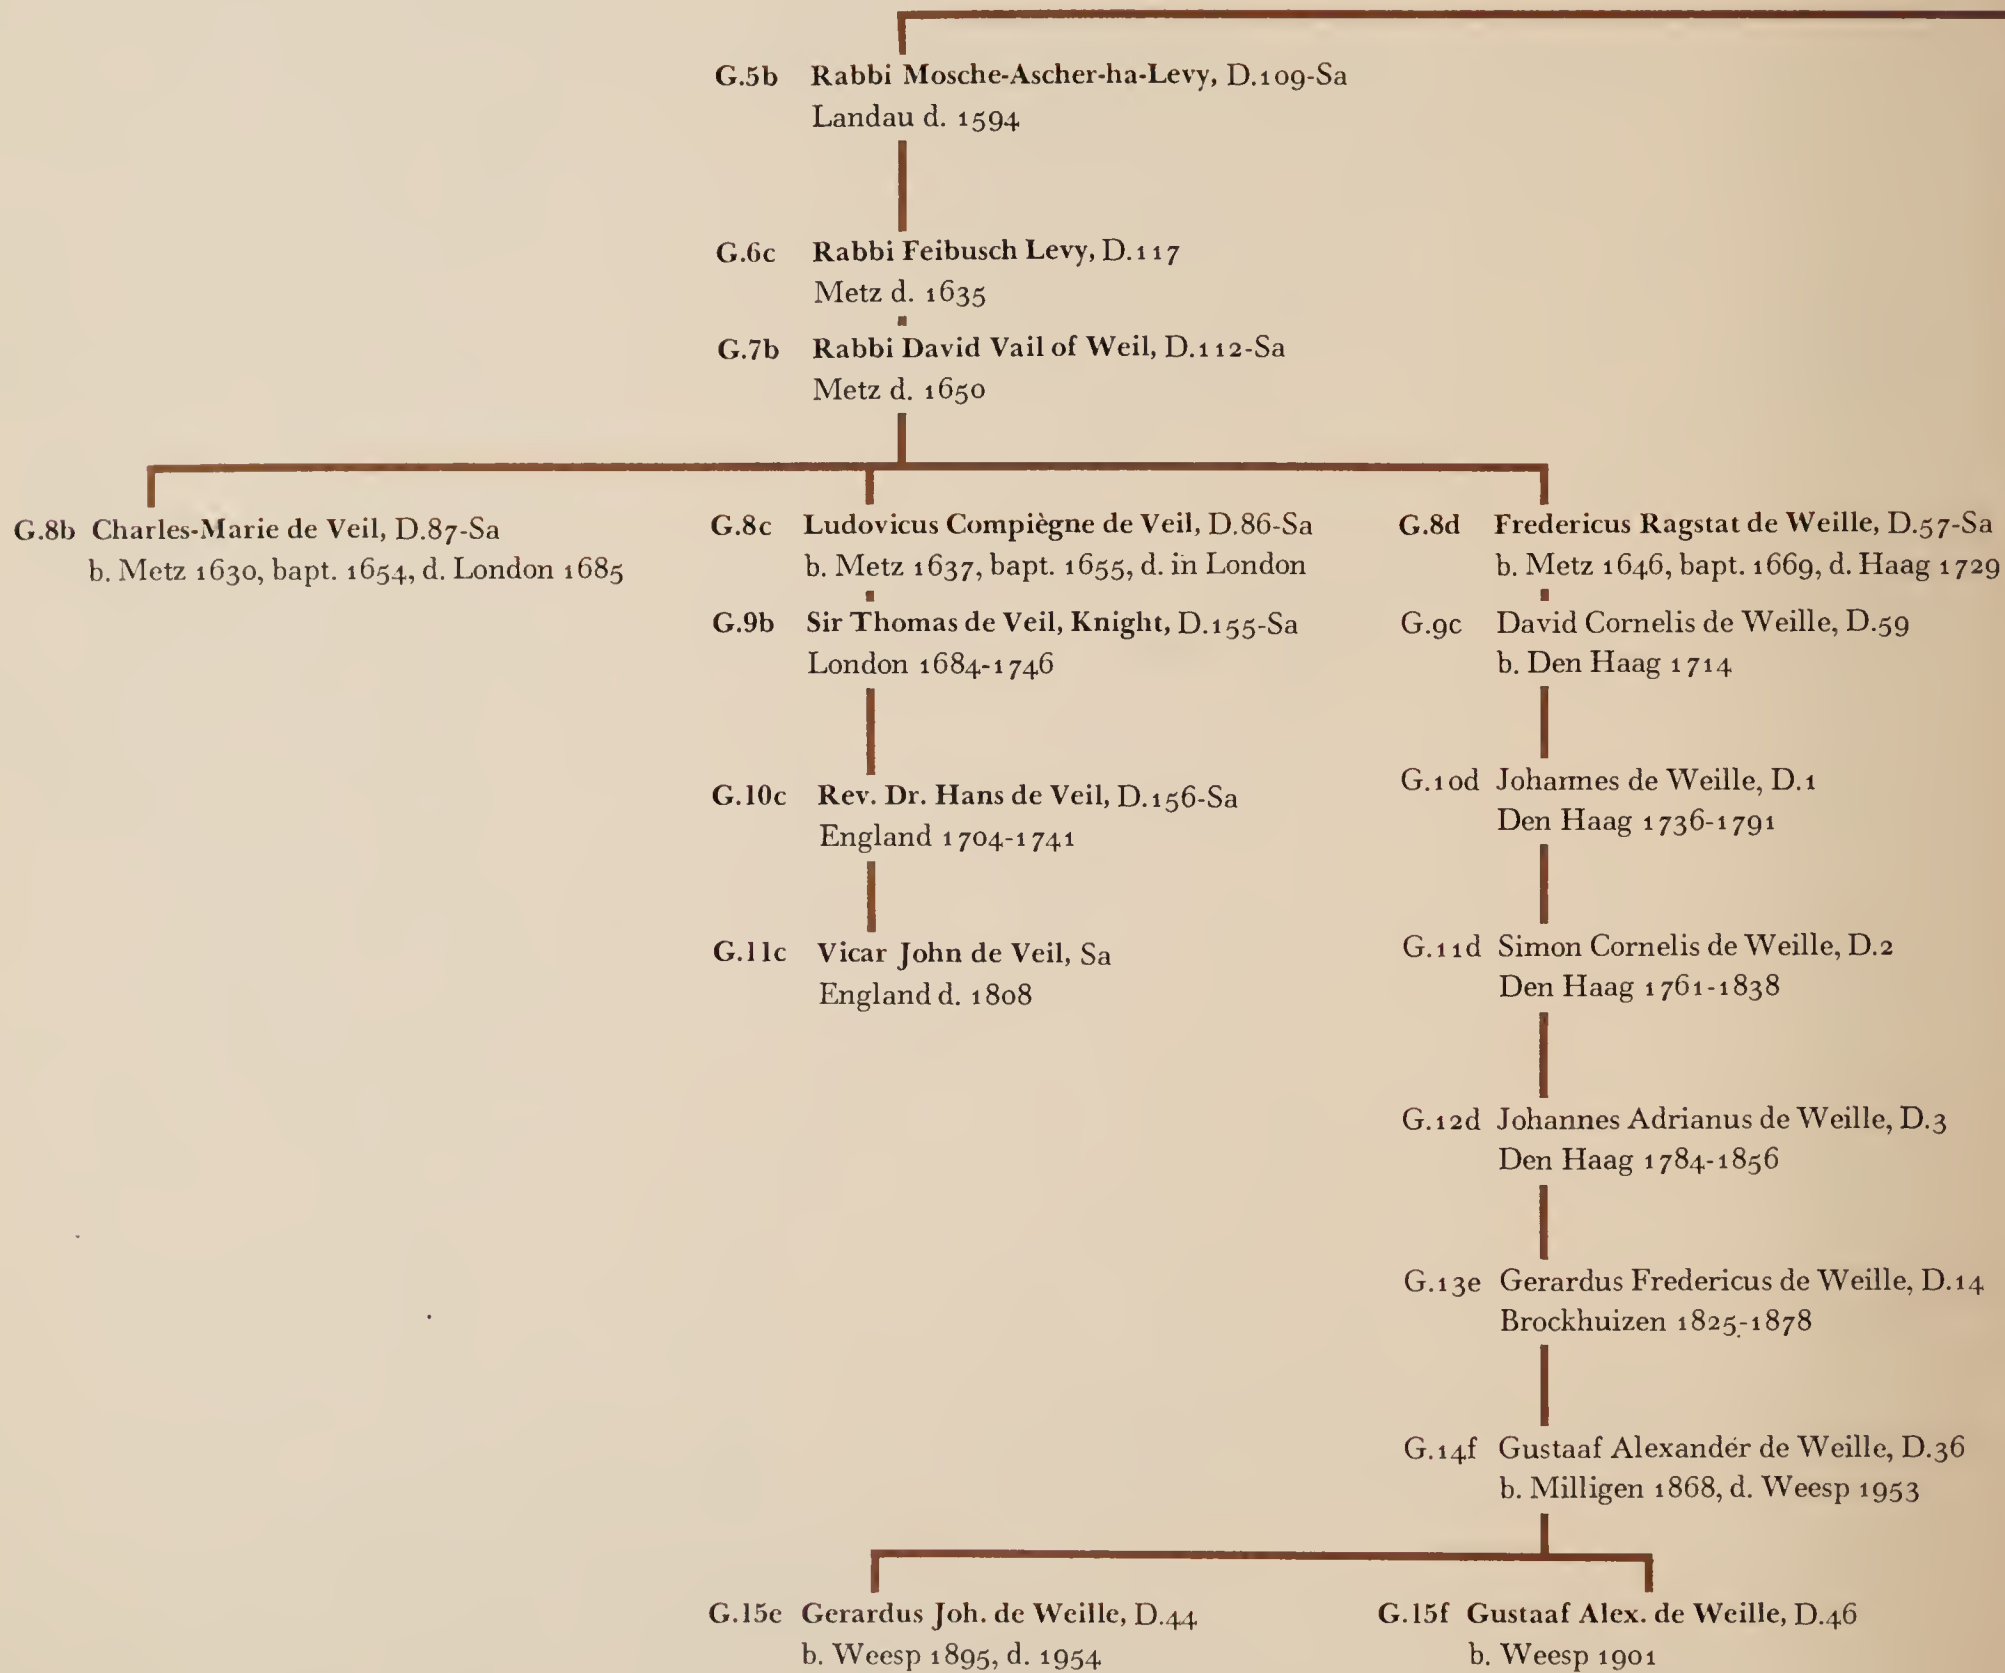 G.5b Rabbi Mosche-Ascher-ha-Levy, D.109-Sa
Landau d. 1594
G.6c Rabbi Feibusch Levy, D.117
Metz d. 1635
G.7b Rabbi David Vail of Weil, D.112-Sa
Metz d. 1650
G.8b Charles-Marie de Veil, D.87-Sa
b. Metz 1630, bapt. 1654, d. London 1685
G.8c Ludovicus Compiègne de Veil, D.86-Sa
b. Metz 1637, bapt. 1655, d. in London
G.9b Sir Thomas de Veil, Knight, D.155-Sa
London 1684-1746
G.10c Rev. Dr. Hans de Veil, D.156-Sa
England 1704-1741
G.11c Vicar John de Veil, Sa
England d. 1808
G.8d Fredericus Ragstat de Weille, D.57-Sa
b. Metz 1646, bapt. 1669, d. Haag 1729
G.9c David Cornelis de Weille, D.59
b. Den Haag 1714
G.10d Johannes de Weille, D.1
Den Haag 1736-1791
G.11d Simon Cornelis de Weille, D.2
Den Haag 1761-1838
G.12d Johannes Adrianus de Weille, D.3
Den Haag 1784-1856
G.13e Gerardus Fredericus de Weille, D.14
Brockhuizen 1825-1878
G.14f Gustaaf Alexandér de Weille, D.36
b. Milligen 1868, d. Weesp 1953
G.15e Gerardus Joh. de Weille, D.44
b. Weesp 1895, d. 1954
G.15f Gustaaf Alex. de Weille, D.46
b. Weesp 1901